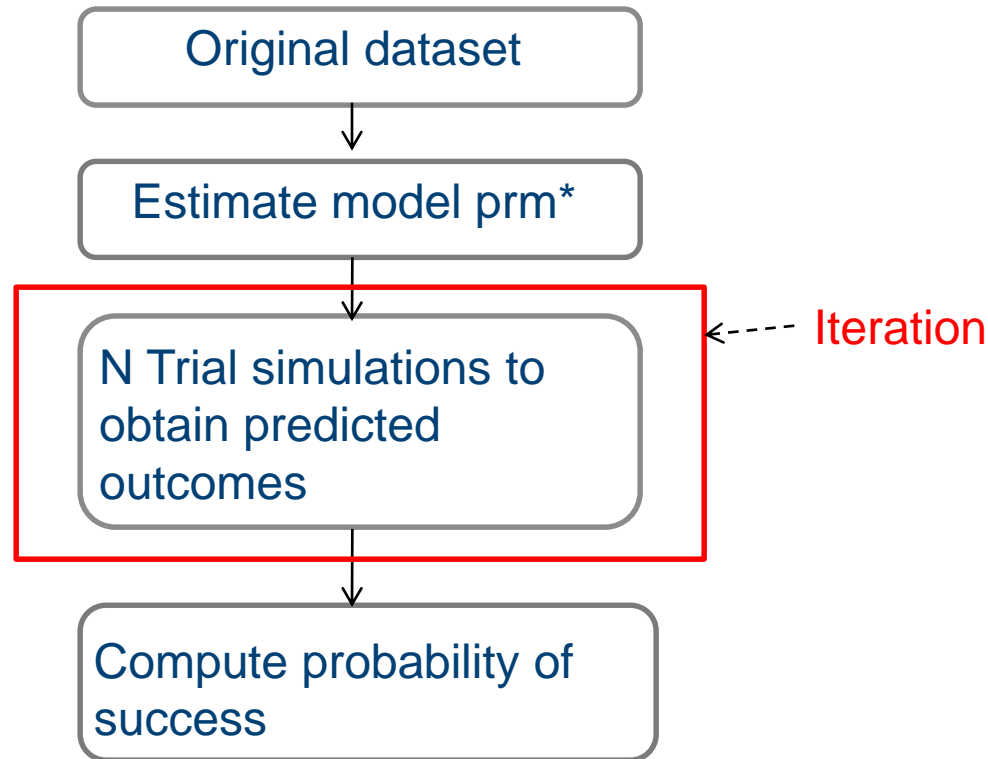 Original dataset
Estimate model prm*
Iteration
N Trial simulations to
obtain predicted
outcomes
Compute probability of
success